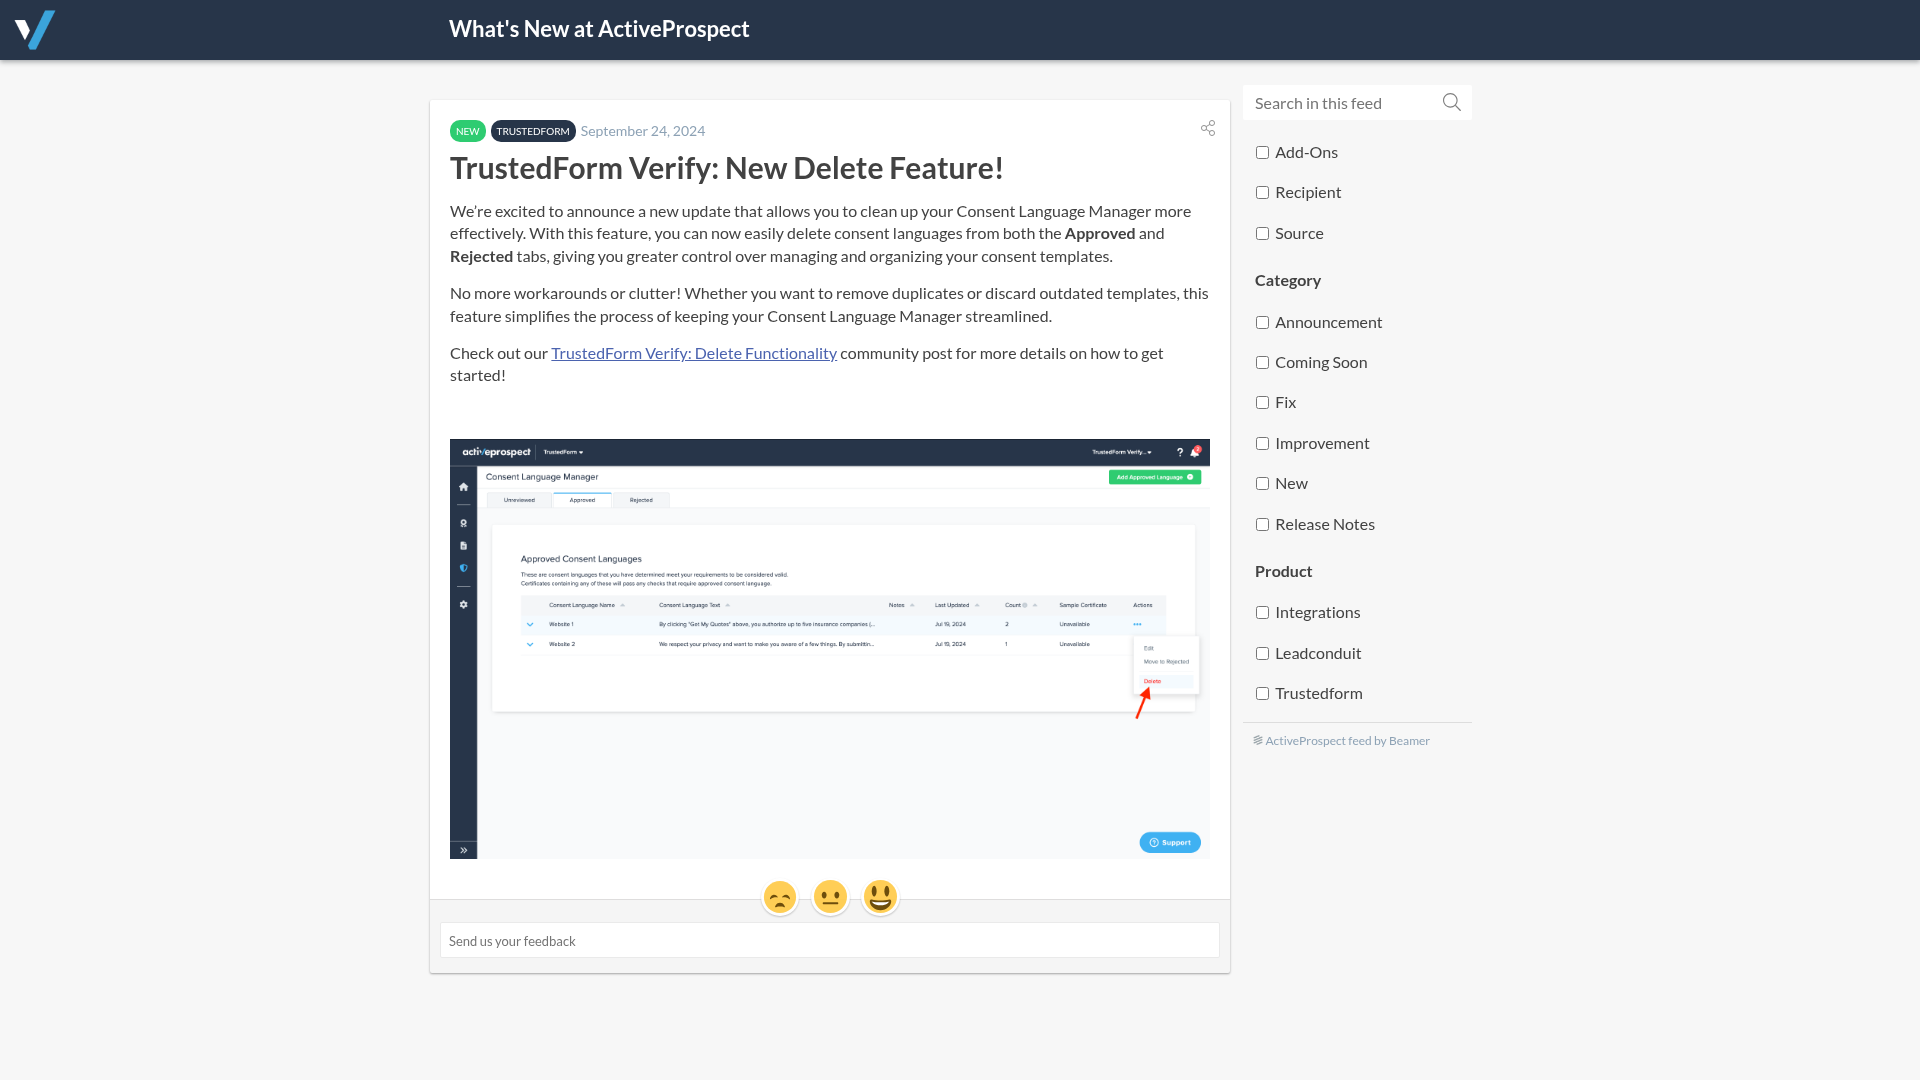 What's New at ActiveProspect
NEW TRUSTEDFORM September 24, 2024
TrustedForm Verify: New Delete Feature!
We’re excited to announce a new update that allows you to clean up your Consent Language Manager more
effectively. With this feature, you can now easily delete consent languages from both the Approved and
Rejected tabs, giving you greater control over managing and organizing your consent templates.
No more workarounds or clutter! Whether you want to remove duplicates or discard outdated templates, this
feature simplifies the process of keeping your Consent Language Manager streamlined.
Check out our TrustedForm Verify: Delete Functionality community post for more details on how to get
started!
activeprospect TrustedForm TrustedForm Verify... ?
Consent Language Manager Add Approved Language
Unreviewed Approved Rejected
Approved Consent Languages
These are consent languages that you have determined meet your requirements to be considered valid.
Certificates containing any of these will pass any checks that require approved consent language.
Consent Language Name Consent Language Text Notes Last Updated Count Sample Certificate Actions
Website 1 By clicking "Get My Quotes" above, you authorize up to five insurance companies (... Jul 19, 2024 2 Unavailable
Website 2 We respect your privacy and want to make you aware of a few things. By submittin... Jul 19, 2024 1 Unavailable
Edit
Move to Rejected
Delete
Support
Send us your feedback
Search in this feed
Add-Ons
Recipient
Source
Category
Announcement
Coming Soon
Fix
Improvement
New
Release Notes
Product
Integrations
Leadconduit
Trustedform
ActiveProspect feed by Beamer